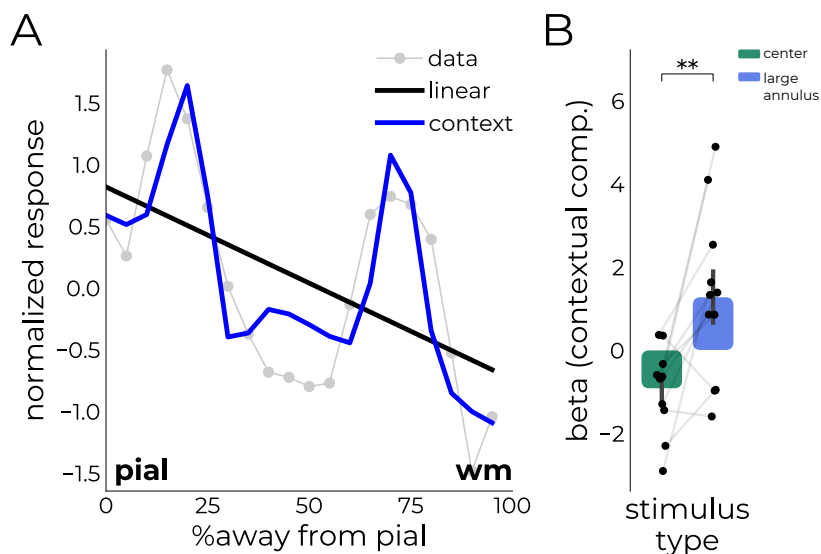 A
data
linear
context
normalized response
1.5
1.0
0.5
0.0
−0.5
−1.0
−1.5
pial
wm
0
25
50
75
100
%away from pial
B
center
large
annulus
**
beta (contextual comp.)
6
4
2
0
−2
stimulus
type